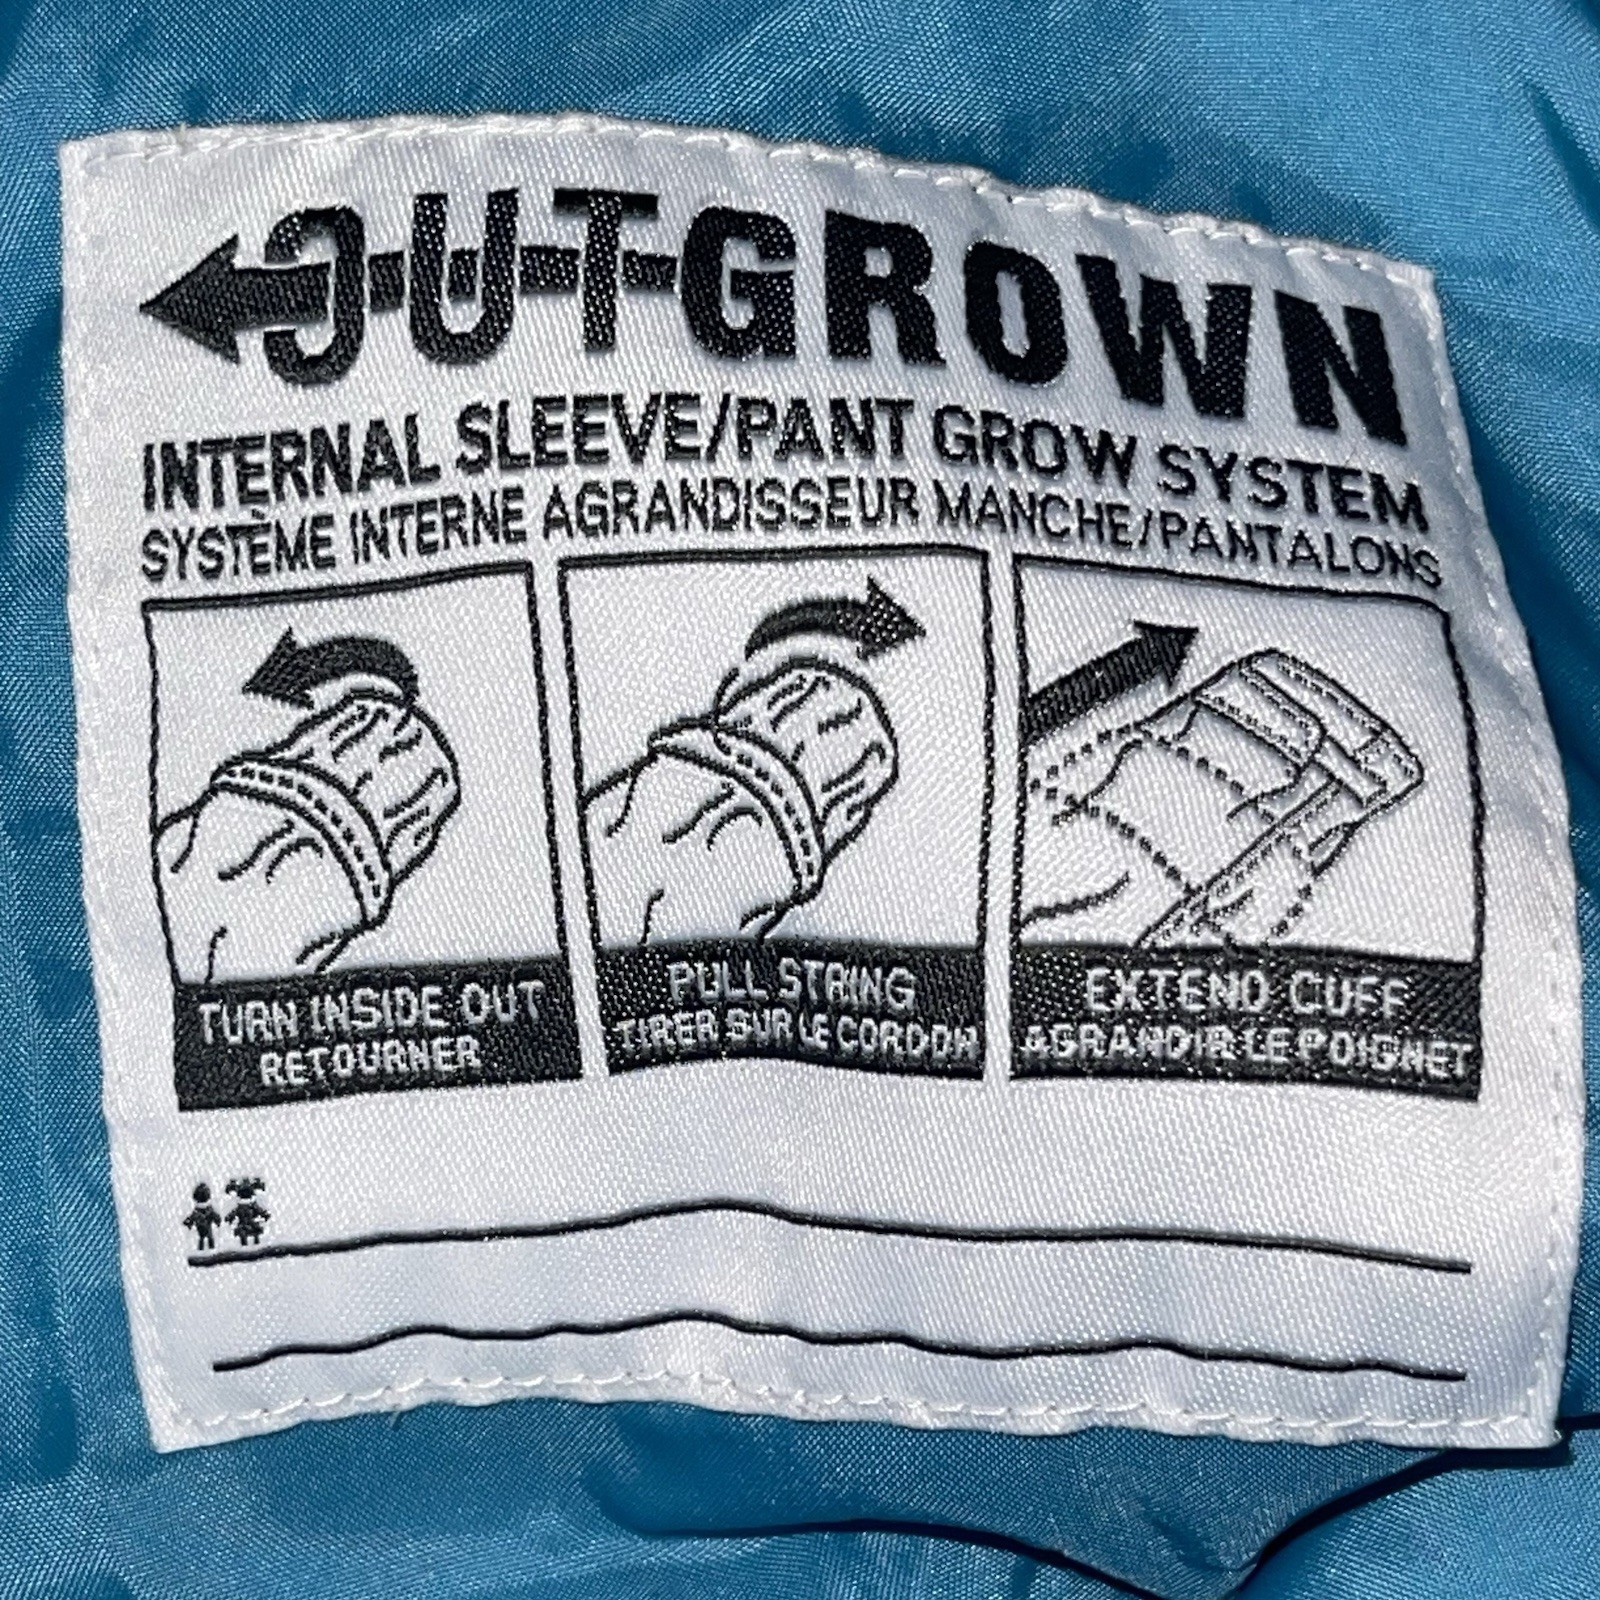 OUTGROWN
INTERNAL SLEEVE/PANT GROW SYSTEM
SYSTÈME INTERNE AGRANDISSEUR MANCHE/PANTALONS
TURN INSIDE OUT
RETOURNER
PULL STRING
TIRER SUR LE CORDON
EXTEND CUFF
AGRANDIR LE POIGNET